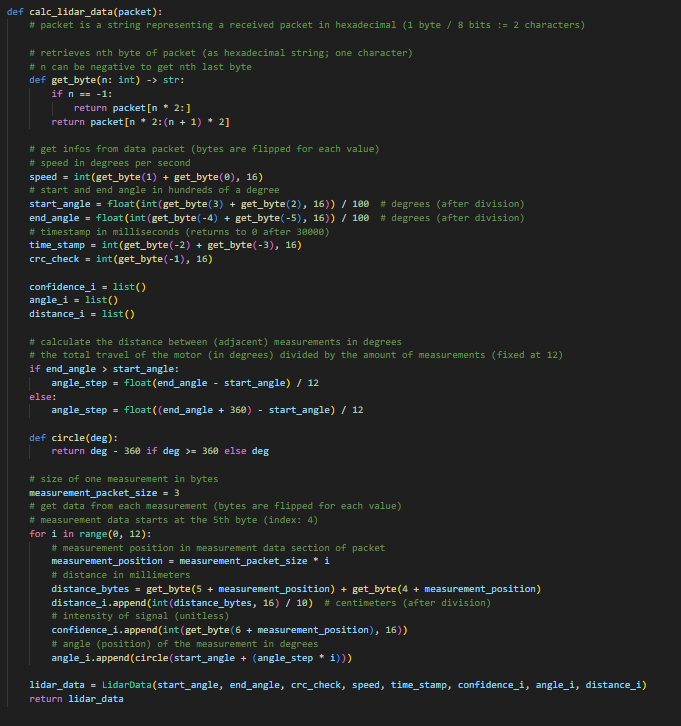 def calc_lidar_data(packet):
    # packet is a string representing a received packet in hexadecimal (1 byte / 8 bits := 2 characters)

    # retrieves nth byte of packet (as hexadecimal string; one character)
    # n can be negative to get nth last byte
    def get_byte(n: int) -> str:
        if n == -1:
            return packet[n * 2:]
        return packet[n * 2:(n + 1) * 2]

    # get infos from data packet (bytes are flipped for each value)
    # speed in degrees per second
    speed = int(get_byte(1) + get_byte(0), 16)
    # start and end angle in hundreds of a degree
    start_angle = float(int(get_byte(3) + get_byte(2), 16)) / 100  # degrees (after division)
    end_angle = float(int(get_byte(-4) + get_byte(-5), 16)) / 100  # degrees (after division)
    # timestamp in milliseconds (returns to 0 after 30000)
    time_stamp = int(get_byte(-2) + get_byte(-3), 16)
    crc_check = int(get_byte(-1), 16)

    confidence_i = list()
    angle_i = list()
    distance_i = list()

    # calculate the distance between (adjacent) measurements in degrees
    # the total travel of the motor (in degrees) divided by the amount of measurements (fixed at 12)
    if end_angle > start_angle:
        angle_step = float(end_angle - start_angle) / 12
    else:
        angle_step = float((end_angle + 360) - start_angle) / 12

    def circle(deg):
        return deg - 360 if deg >= 360 else deg

    # size of one measurement in bytes
    measurement_packet_size = 3
    # get data from each measurement (bytes are flipped for each value)
    # measurement data starts at the 5th byte (index: 4)
    for i in range(0, 12):
        # measurement position in measurement data section of packet
        measurement_position = measurement_packet_size * i
        # distance in millimeters
        distance_bytes = get_byte(5 + measurement_position) + get_byte(4 + measurement_position)
        distance_i.append(int(distance_bytes, 16) / 10)  # centimeters (after division)
        # intensity of signal (unitless)
        confidence_i.append(int(get_byte(6 + measurement_position), 16))
        # angle (position) of the measurement in degrees
        angle_i.append(circle(start_angle + (angle_step * i)))

    lidar_data = LidarData(start_angle, end_angle, crc_check, speed, time_stamp, confidence_i, angle_i, distance_i)
    return lidar_data